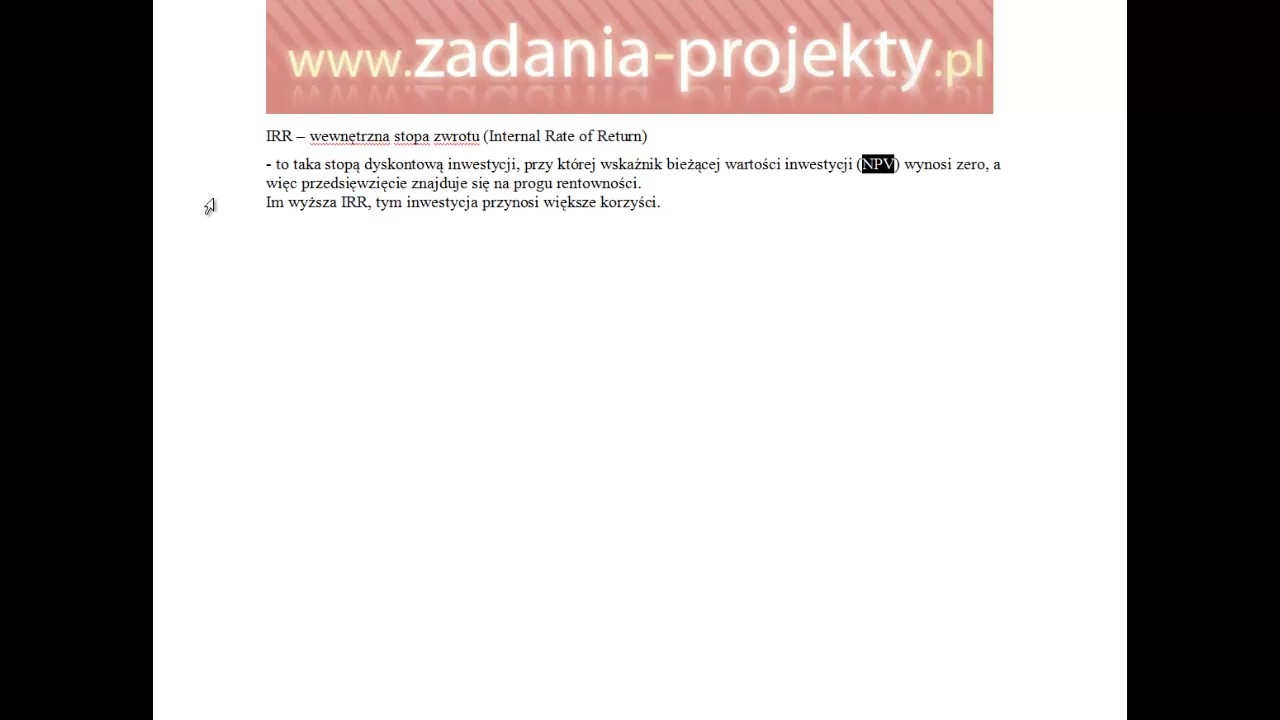 www.zadania-projekty.pl
IRR – wewnętrzna stopa zwrotu (Internal Rate of Return)
- to taka stopą dyskontową inwestycji, przy której wskaźnik bieżącej wartości inwestycji (NPV) wynosi zero, a
więc przedsięwzięcie znajduje się na progu rentowności.
Im wyższa IRR, tym inwestycja przynosi większe korzyści.